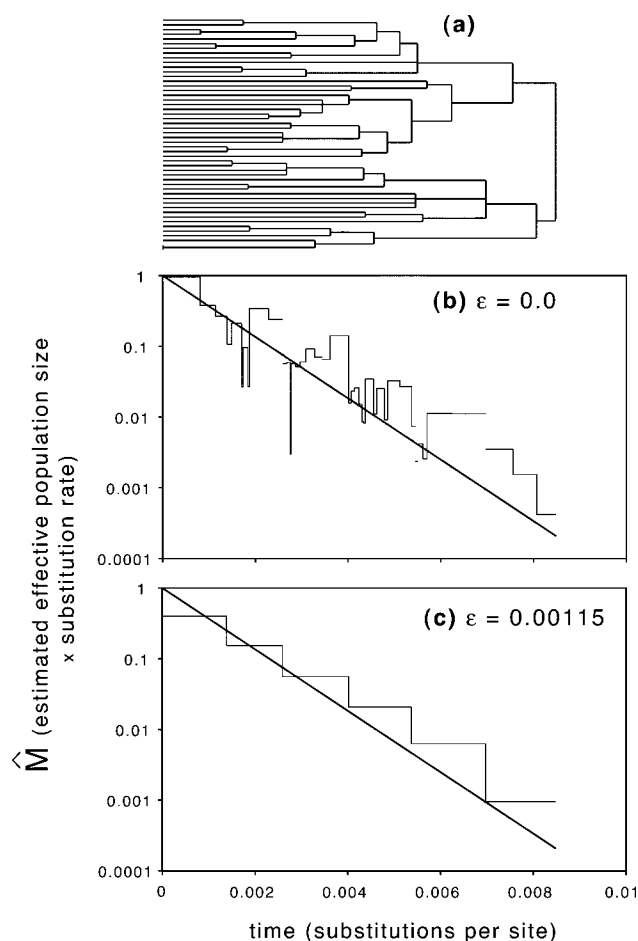 (a)
1
0.1
0.01
0.001
0.0001
(b) ε = 0.0
1
0.1
0.01
0.001
0.0001
(c) ε = 0.00115
0
0.002
0.004
0.006
0.008
0.01
time (substitutions per site)
M̂ (estimated effective population size
x substitution rate)